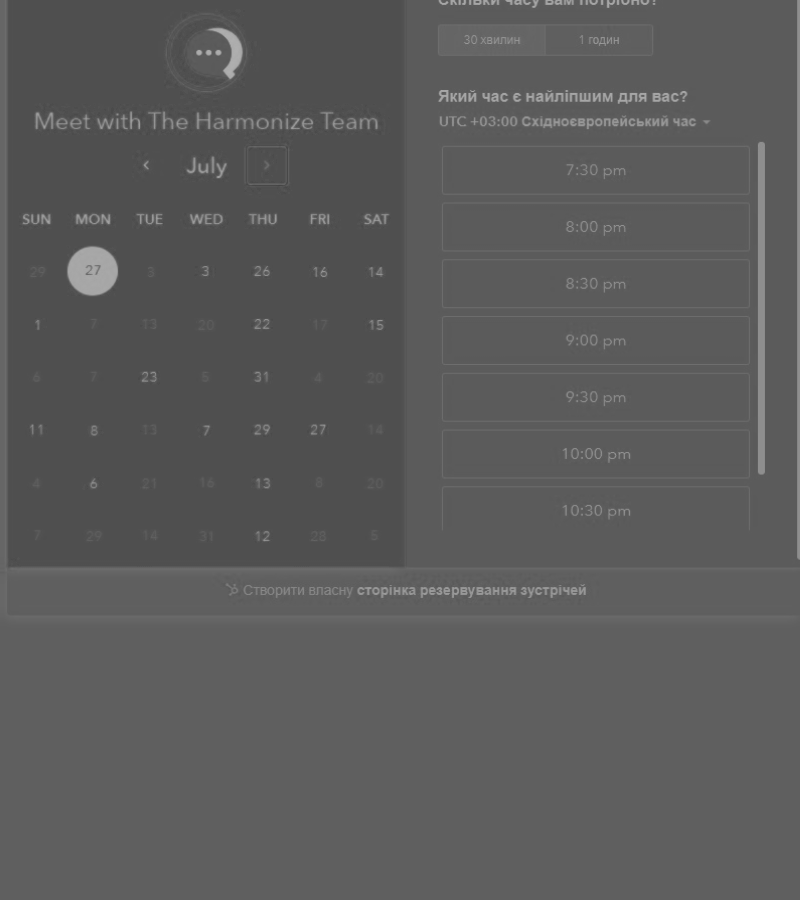 Скільки часу вам потрібно?
30 хвилин 1 годин
Який час є найліпшим для вас?
UTC +03:00 Східноєвропейський час
Meet with The Harmonize Team
July
SUN MON TUE WED THU FRI SAT
29 27 3 3 26 16 14
1 7 13 20 22 17 15
6 7 23 5 31 4 20
11 8 13 7 29 27 14
4 6 21 16 13 8 20
7 29 14 31 12 28 5
7:30 pm
8:00 pm
8:30 pm
9:00 pm
9:30 pm
10:00 pm
10:30 pm
Створити власну сторінка резервування зустрічей